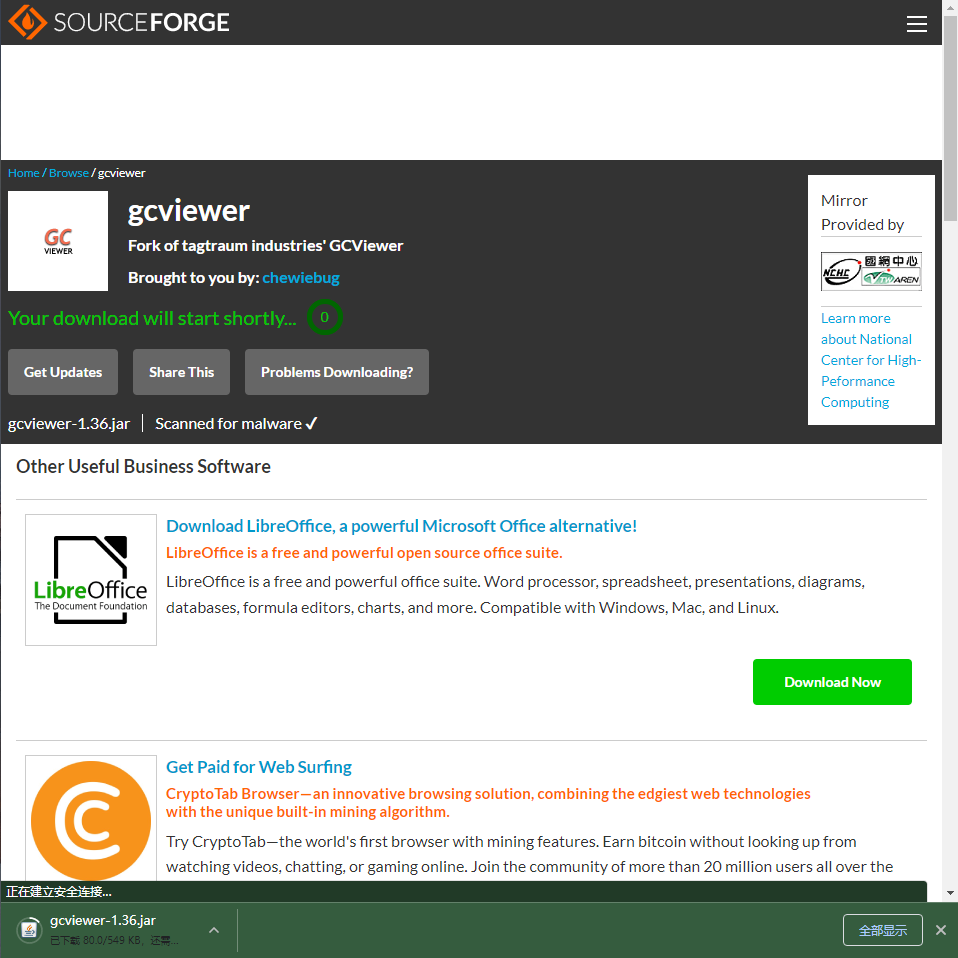 SOURCEFORGE
Home / Browse / gcviewer
GC
VIEWER
gcviewer
Fork of tagtraum industries' GCViewer
Brought to you by: chewiebug
Your download will start shortly... 0
Get Updates
Share This
Problems Downloading?
gcviewer-1.36.jar
Scanned for malware ✓
Mirror
Provided by
NCHC
國網中心
TWAREN
Learn more
about National
Center for High-
Peformance
Computing
Other Useful Business Software
LibreOffice
The Document Foundation
Download LibreOffice, a powerful Microsoft Office alternative!
LibreOffice is a free and powerful open source office suite.
LibreOffice is a free and powerful office suite. Word processor, spreadsheet, presentations, diagrams,
databases, formula editors, charts, and more. Compatible with Windows, Mac, and Linux.
Download Now
Get Paid for Web Surfing
CryptoTab Browser—an innovative browsing solution, combining the edgiest web technologies
with the unique built-in mining algorithm.
Try CryptoTab—the world's first browser with mining features. Earn bitcoin without looking up from
watching videos, chatting, or gaming online. Join the community of more than 20 million users all over the
正在建立安全连接...
gcviewer-1.36.jar
已下载 80.0/549 KB，还需...
全部显示